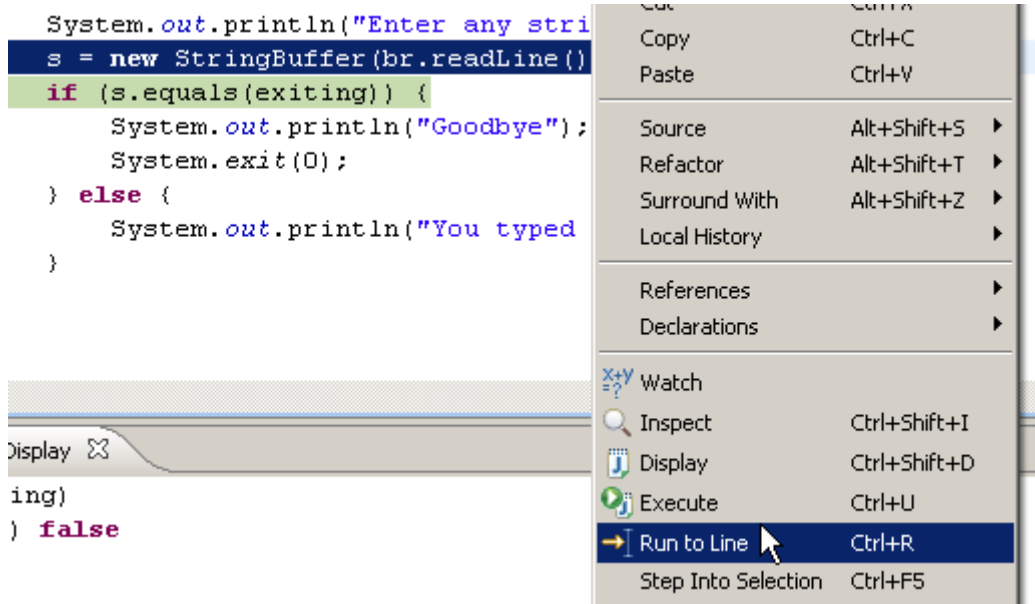 System.out.println("Enter any stri
s = new StringBuffer(br.readLine()
if (s.equals(exiting)) {
System.out.println("Goodbye");
System.exit(0);
} else {
System.out.println("You typed
}
Display
ing)
) false
Cut Ctrl+X
Copy Ctrl+C
Paste Ctrl+V
Source Alt+Shift+S
Refactor Alt+Shift+T
Surround With Alt+Shift+Z
Local History
References
Declarations
x+y=? Watch
Inspect Ctrl+Shift+I
Display Ctrl+Shift+D
Execute Ctrl+U
Run to Line Ctrl+R
Step Into Selection Ctrl+F5